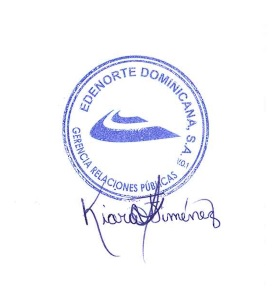 EDENORTE DOMINICANA, S.A.
GERENCIA RELACIONES PÚBLICAS
Kiara Jiménez